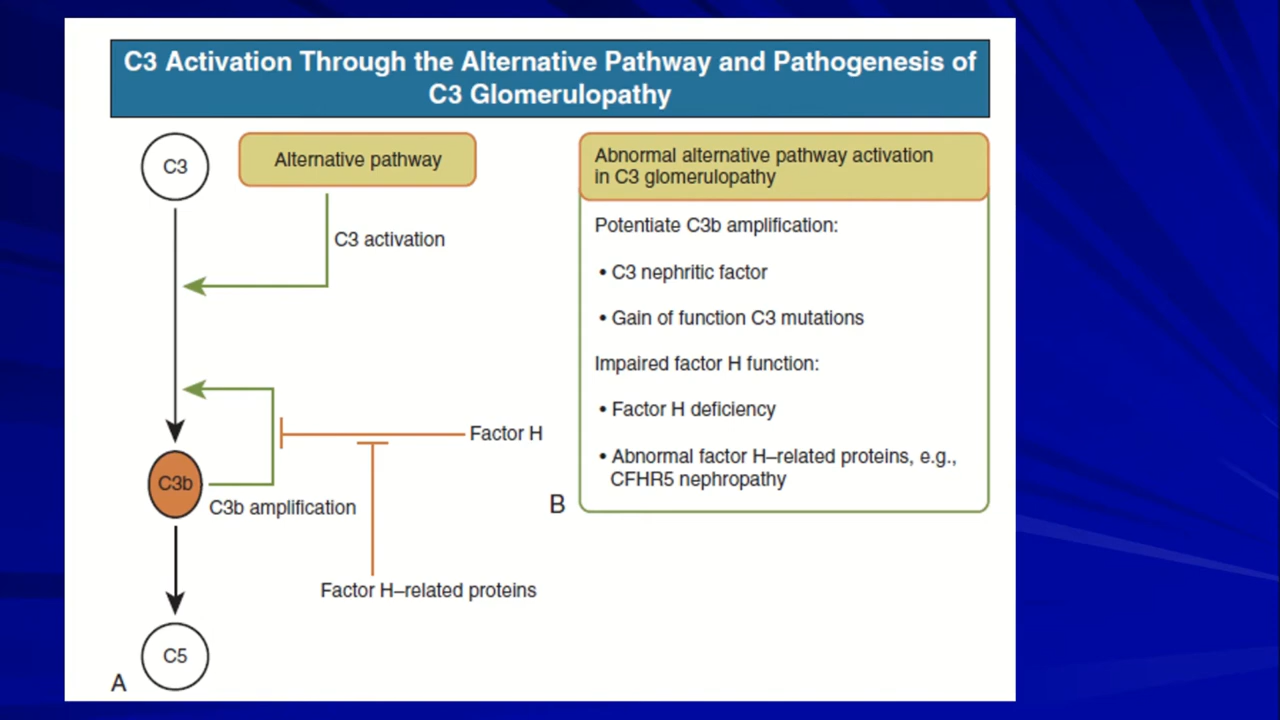 C3 Activation Through the Alternative Pathway and Pathogenesis of
C3 Glomerulopathy
C3
Alternative pathway
C3 activation
Factor H
C3b
C3b amplification
Factor H–related proteins
C5
A
Abnormal alternative pathway activation
in C3 glomerulopathy
Potentiate C3b amplification:
• C3 nephritic factor
• Gain of function C3 mutations
Impaired factor H function:
• Factor H deficiency
• Abnormal factor H–related proteins, e.g.,
CFHR5 nephropathy
B